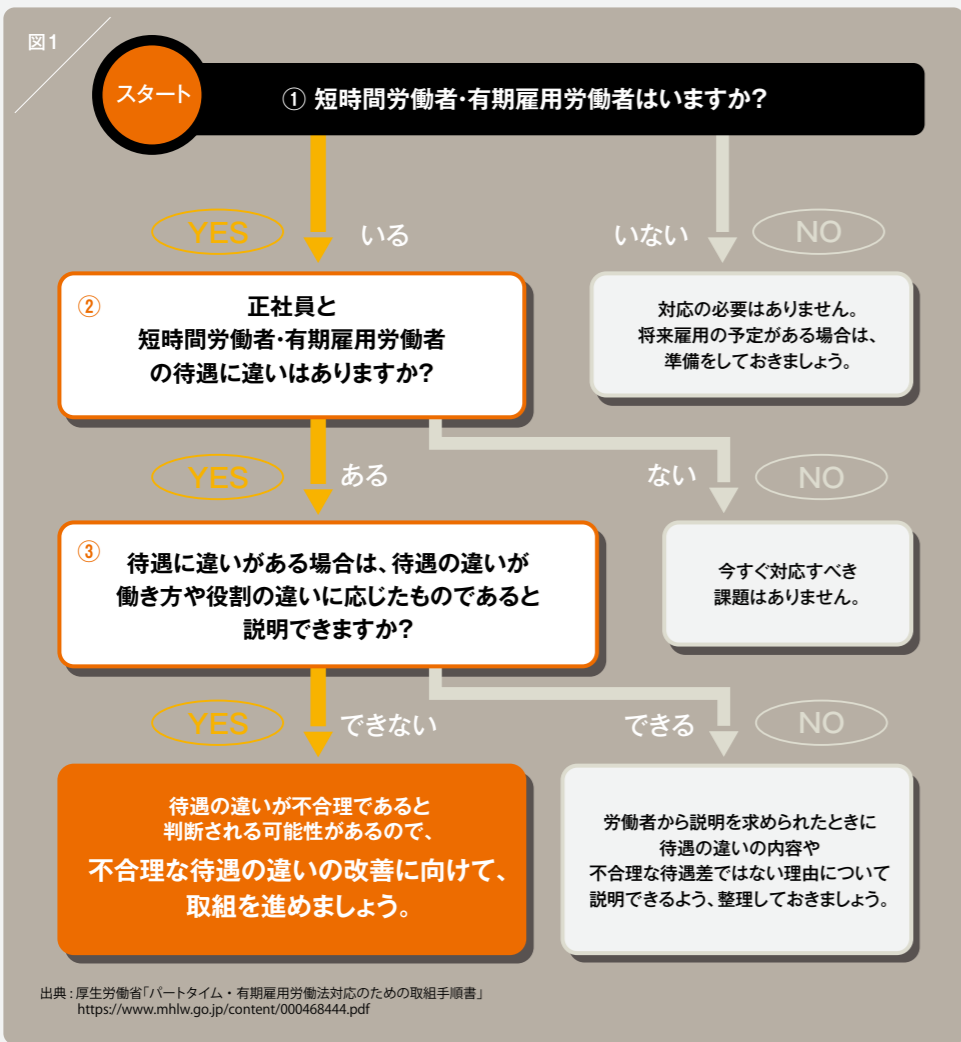 図1
スタート
① 短時間労働者・有期雇用労働者はいますか？
YES
いる
いない
NO
②
正社員と
短時間労働者・有期雇用労働者
の待遇に違いはありますか？
対応の必要はありません。
将来雇用の予定がある場合は、
準備をしておきましょう。
YES
ある
ない
NO
③
待遇に違いがある場合は、待遇の違いが
働き方や役割の違いに応じたものであると
説明できますか？
今すぐ対応すべき
課題はありません。
YES
できない
できる
NO
待遇の違いが不合理であると
判断される可能性があるので、
不合理な待遇の違いの改善に向けて、
取組を進めましょう。
労働者から説明を求められたときに
待遇の違いの内容や
不合理な待遇差ではない理由について
説明できるよう、整理しておきましょう。
出典：厚生労働省「パートタイム・有期雇用労働法対応のための取組手順書」
https://www.mhlw.go.jp/content/000468444.pdf